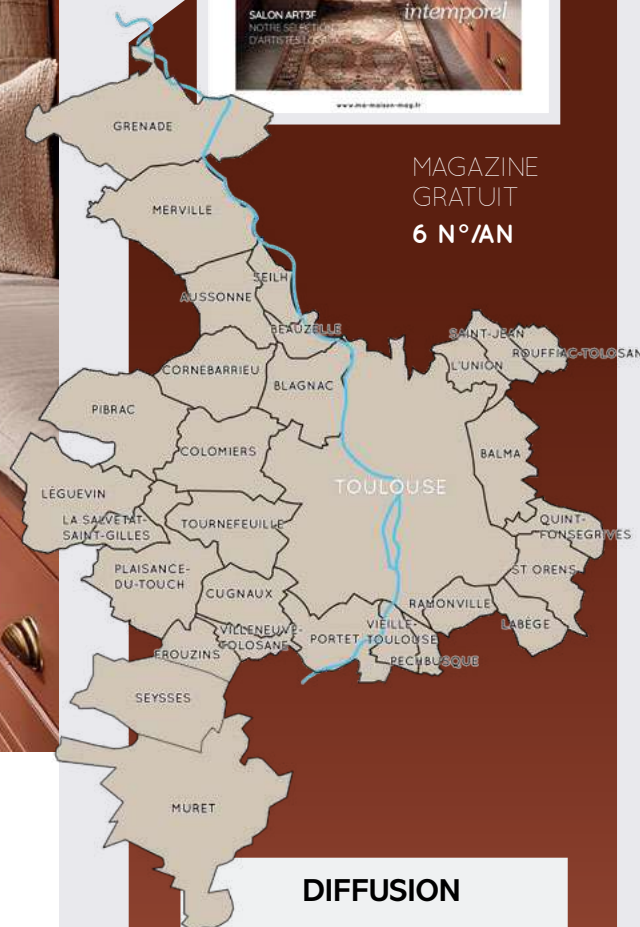 SALON ART3F
NOTRE SÉLECTION
D'ARTISTES LOCAUX
intemporel
www.ma-maison-mag.fr
MAGAZINE
GRATUIT
6 N°/AN
GRENADE
MERVILLE
SEILH
AUSSONNE
BEAUZELLE
SAINT-JEAN
ROUFFIAC-TOLOSAN
L'UNION
CORNEBARRIEU
BLAGNAC
PIBRAC
COLOMIERS
BALMA
TOULOUSE
LÉGUEVIN
LA SALVETAT-
SAINT-GILLES
TOURNEFEUILLE
QUINT-
FONSEGRIVES
PLAISANCE-
DU-TOUCH
ST ORENS
CUGNAUX
RAMONVILLE
LABÈGE
VILLENEUVE-
TOLOSANE
PORTET
VIEILLE-
TOULOUSE
FROUZINS
PECHBUSQUE
SEYSSES
MURET
DIFFUSION